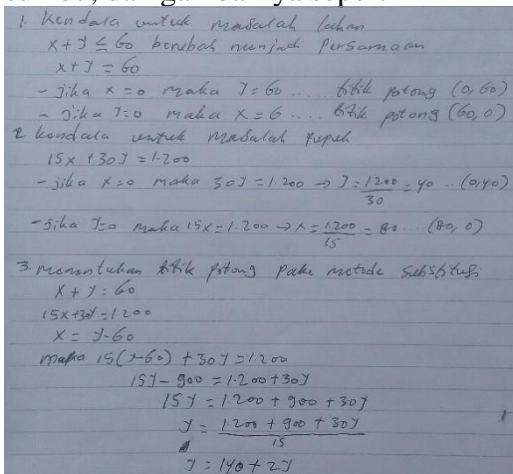 1. Kendala untuk masalah lahan
x + y ≤ 60 berubah menjadi Persamaan
x + y = 60
- Jika x = 0 maka y = 60 .... titik potong (0, 60)
- Jika y = 0 maka x = 6 .... titik potong (60, 0)
2. Kendala untuk masalah pupuk
15x + 30y = 1.200
- jika x = 0 maka 30y = 1.200 → y = 1200/30 = 40 .. (0,40)
- Jika y = 0 maka 15x = 1.200 → x = 1.200/15 = 80 ... (80, 0)
3. menentukan titik potong pake metode substitusi
x + y = 60
15x + 30y = 1.200
x = y - 60
maka 15(y - 60) + 30y = 1200
15y - 900 = 1.200 + 30y
15y = 1.200 + 900 + 30y
y = 1.200 + 900 + 30y / 15
y = 140 + 2y